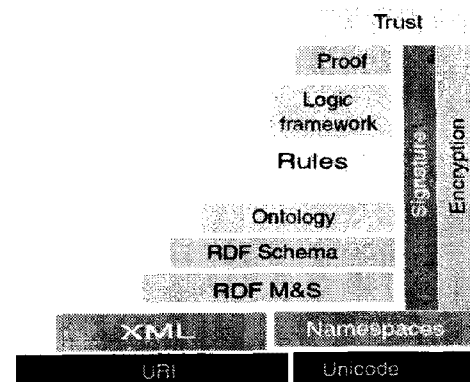 Trust
Proof
Logic
framework
Rules
Ontology
RDF Schema
RDF M&S
Signature
Encryption
XML
Namespaces
URI
Unicode